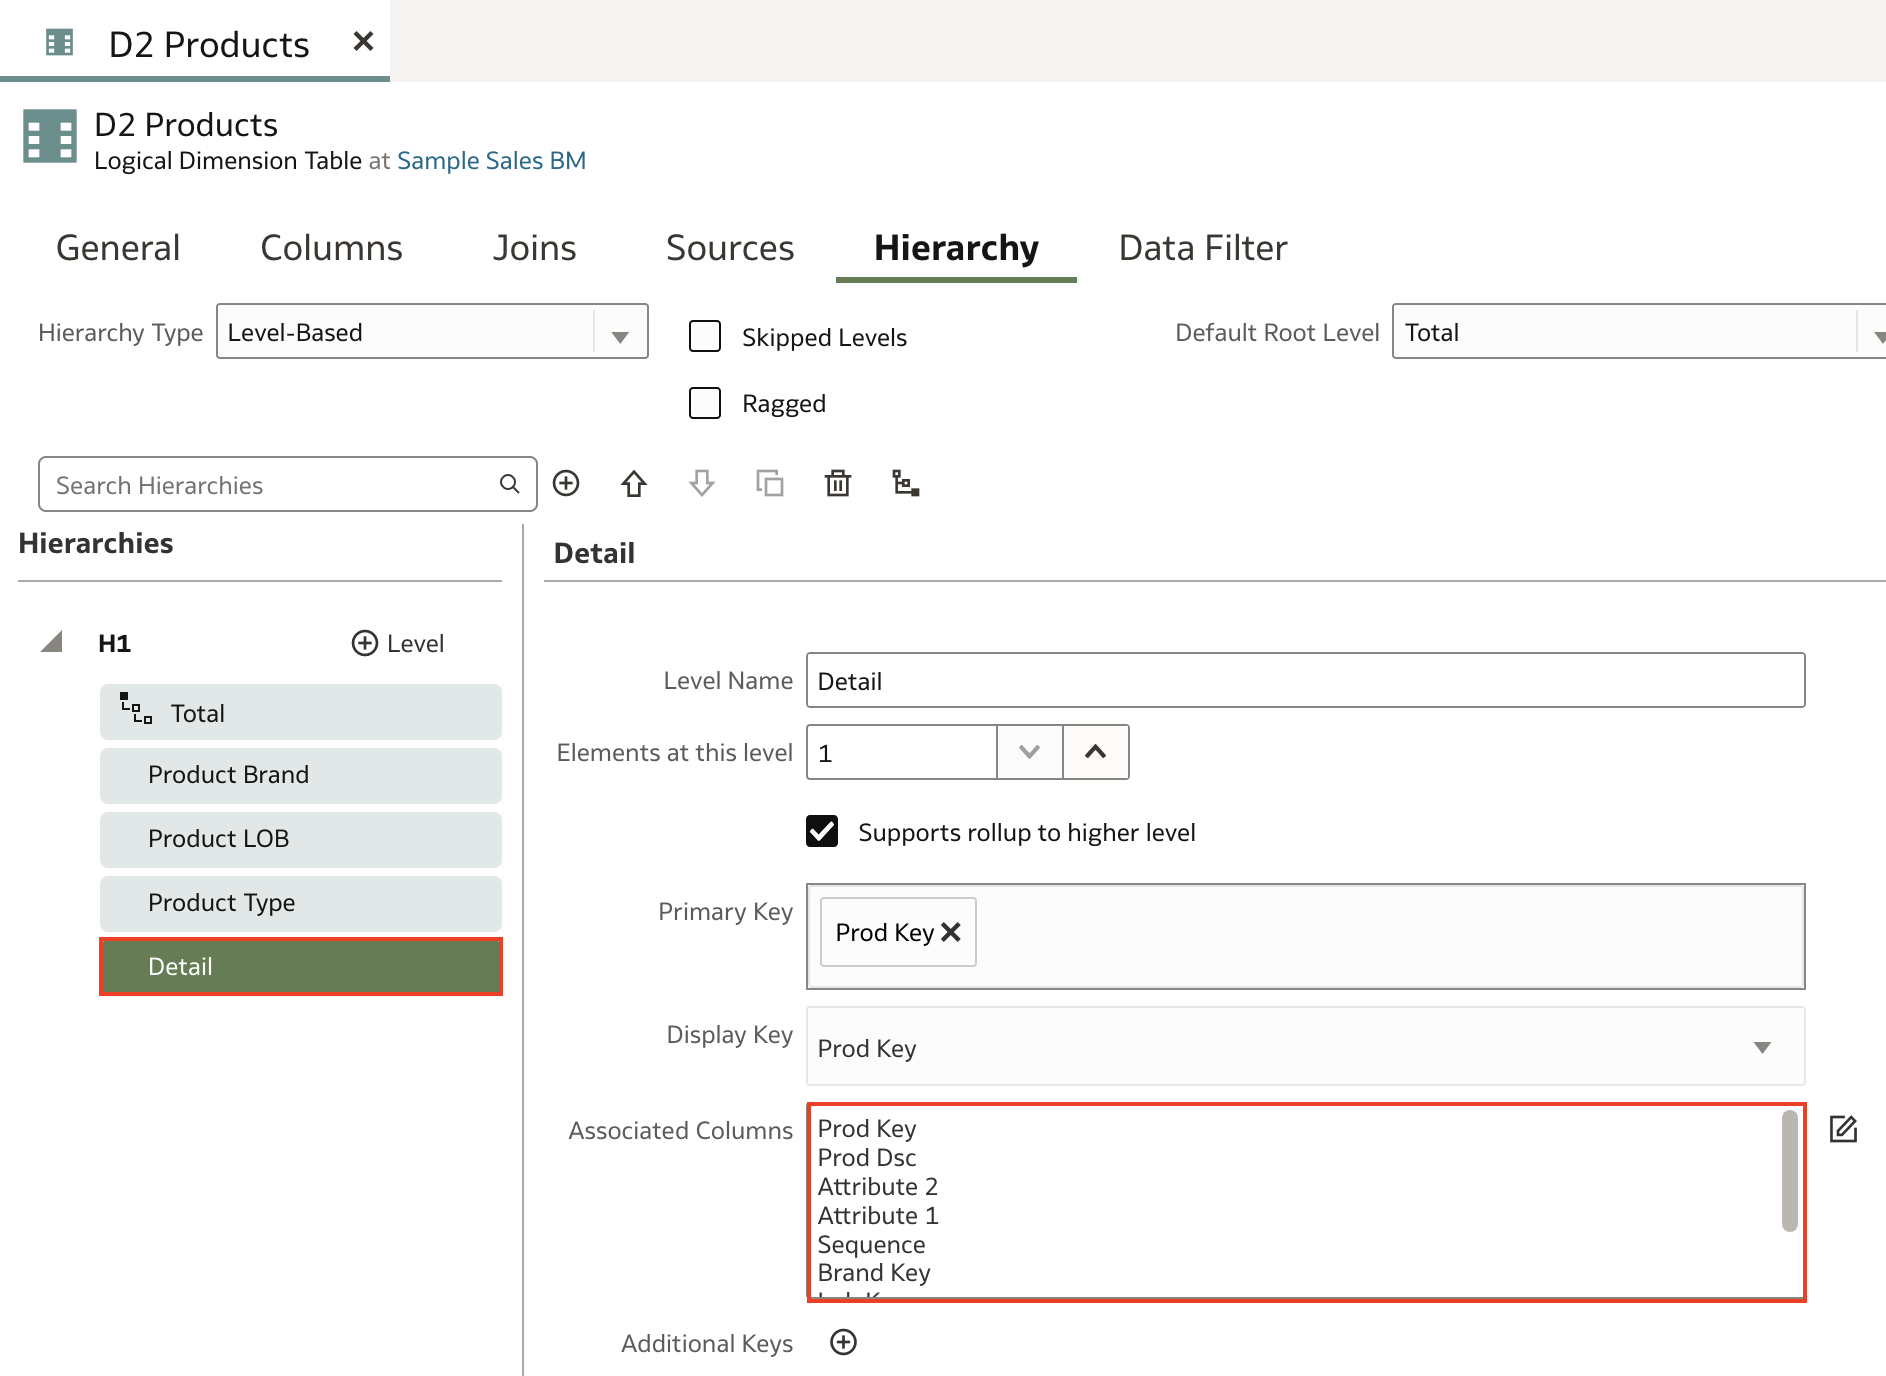 D2 Products
D2 Products
Logical Dimension Table at Sample Sales BM
General Columns Joins Sources Hierarchy Data Filter
Hierarchy Type Level-Based Skipped Levels Default Root Level Total
Ragged
Search Hierarchies
Hierarchies
H1 Level
Total
Product Brand
Product LOB
Product Type
Detail
Detail
Level Name Detail
Elements at this level 1
Supports rollup to higher level
Primary Key Prod Key
Display Key Prod Key
Associated Columns Prod Key
Prod Dsc
Attribute 2
Attribute 1
Sequence
Brand Key
Additional Keys